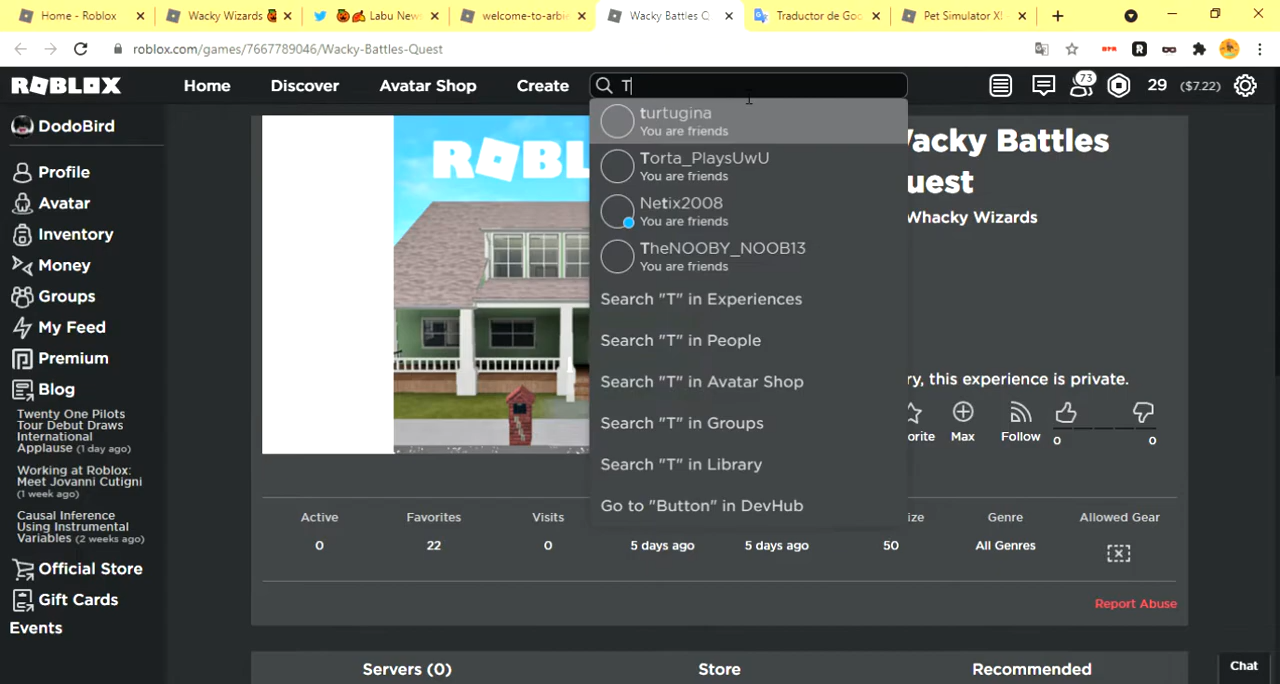 Home - Roblox
Wacky Wizards 🎃
🎃🍂 Labu New
welcome-to-arbi
Wacky Battles Q
Traductor de Goo
Pet Simulator X!
roblox.com/games/7667789046/Wacky-Battles-Quest
ROBLOX
Home
Discover
Avatar Shop
Create
T
73
29
($7.22)
DodoBird
Profile
Avatar
Inventory
Money
Groups
My Feed
Premium
Blog
Twenty One Pilots
Tour Debut Draws
International
Applause (1 day ago)
Working at Roblox:
Meet Jovanni Cutigni
(1 week ago)
Causal Inference
Using Instrumental
Variables (2 weeks ago)
Official Store
Gift Cards
Events
ROBL
turtugina
You are friends
Torta_PlaysUwU
You are friends
Netix2008
You are friends
TheNOOBY_NOOB13
You are friends
Search "T" in Experiences
Search "T" in People
Search "T" in Avatar Shop
Search "T" in Groups
Search "T" in Library
Go to "Button" in DevHub
acky Battles
uest
Whacky Wizards
ry, this experience is private.
orite
Max
Follow
0
0
Active
Favorites
Visits
ize
Genre
Allowed Gear
0
22
0
5 days ago
5 days ago
50
All Genres
Report Abuse
Servers (0)
Store
Recommended
Chat